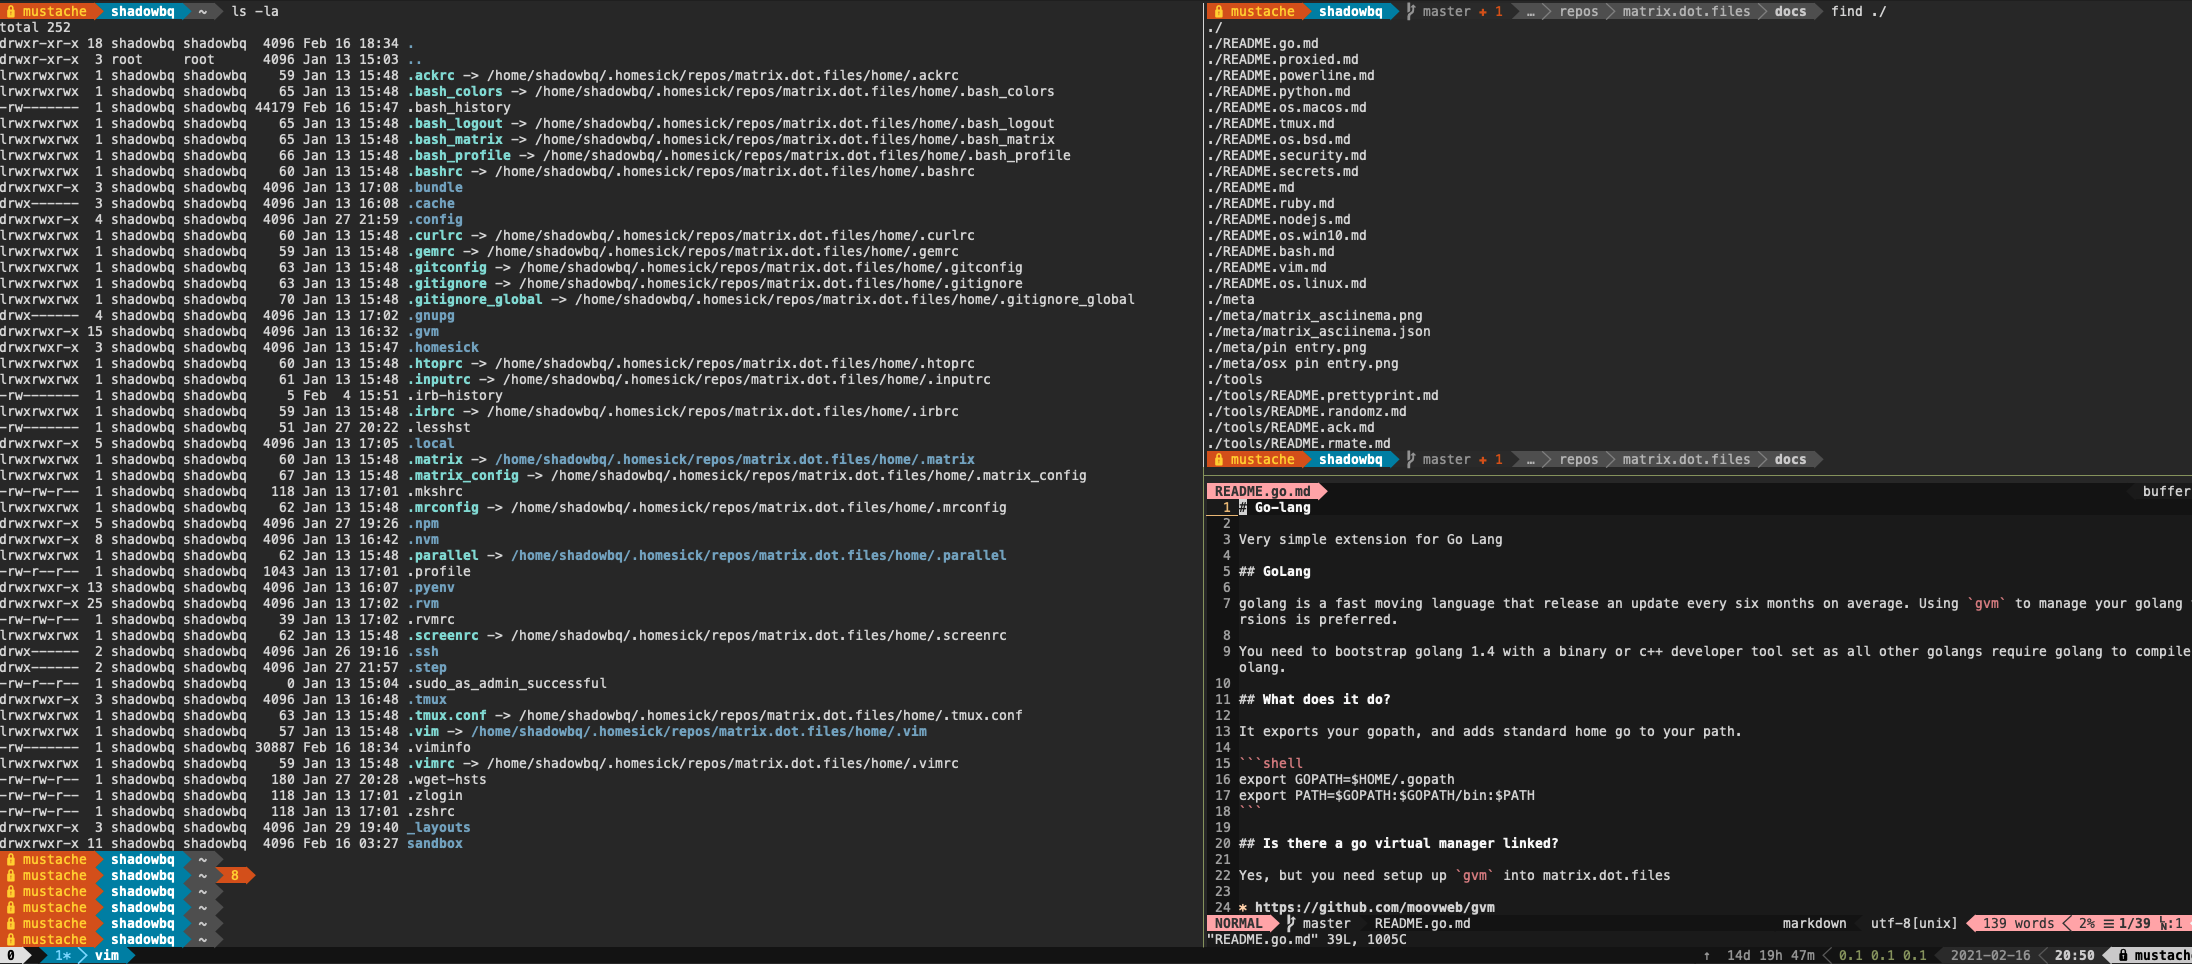 mustache shadowbq ~ ls -la
total 252
drwxr-xr-x 18 shadowbq shadowbq  4096 Feb 16 18:34 .
drwxr-xr-x  3 root     root      4096 Jan 13 15:03 ..
lrwxrwxrwx  1 shadowbq shadowbq    59 Jan 13 15:48 .ackrc -> /home/shadowbq/.homesick/repos/matrix.dot.files/home/.ackrc
lrwxrwxrwx  1 shadowbq shadowbq    65 Jan 13 15:48 .bash_colors -> /home/shadowbq/.homesick/repos/matrix.dot.files/home/.bash_colors
-rw-------  1 shadowbq shadowbq 44179 Feb 16 15:47 .bash_history
lrwxrwxrwx  1 shadowbq shadowbq    65 Jan 13 15:48 .bash_logout -> /home/shadowbq/.homesick/repos/matrix.dot.files/home/.bash_logout
lrwxrwxrwx  1 shadowbq shadowbq    65 Jan 13 15:48 .bash_matrix -> /home/shadowbq/.homesick/repos/matrix.dot.files/home/.bash_matrix
lrwxrwxrwx  1 shadowbq shadowbq    66 Jan 13 15:48 .bash_profile -> /home/shadowbq/.homesick/repos/matrix.dot.files/home/.bash_profile
lrwxrwxrwx  1 shadowbq shadowbq    60 Jan 13 15:48 .bashrc -> /home/shadowbq/.homesick/repos/matrix.dot.files/home/.bashrc
drwxrwxr-x  3 shadowbq shadowbq  4096 Jan 13 17:08 .bundle
drwx------  3 shadowbq shadowbq  4096 Jan 13 16:08 .cache
drwxrwxr-x  4 shadowbq shadowbq  4096 Jan 27 21:59 .config
lrwxrwxrwx  1 shadowbq shadowbq    60 Jan 13 15:48 .curlrc -> /home/shadowbq/.homesick/repos/matrix.dot.files/home/.curlrc
lrwxrwxrwx  1 shadowbq shadowbq    59 Jan 13 15:48 .gemrc -> /home/shadowbq/.homesick/repos/matrix.dot.files/home/.gemrc
lrwxrwxrwx  1 shadowbq shadowbq    63 Jan 13 15:48 .gitconfig -> /home/shadowbq/.homesick/repos/matrix.dot.files/home/.gitconfig
lrwxrwxrwx  1 shadowbq shadowbq    63 Jan 13 15:48 .gitignore -> /home/shadowbq/.homesick/repos/matrix.dot.files/home/.gitignore
lrwxrwxrwx  1 shadowbq shadowbq    70 Jan 13 15:48 .gitignore_global -> /home/shadowbq/.homesick/repos/matrix.dot.files/home/.gitignore_global
drwx------  4 shadowbq shadowbq  4096 Jan 13 17:02 .gnupg
drwxrwxr-x 15 shadowbq shadowbq  4096 Jan 13 16:32 .gvm
drwxrwxr-x  3 shadowbq shadowbq  4096 Jan 13 15:47 .homesick
lrwxrwxrwx  1 shadowbq shadowbq    60 Jan 13 15:48 .htoprc -> /home/shadowbq/.homesick/repos/matrix.dot.files/home/.htoprc
lrwxrwxrwx  1 shadowbq shadowbq    61 Jan 13 15:48 .inputrc -> /home/shadowbq/.homesick/repos/matrix.dot.files/home/.inputrc
-rw-------  1 shadowbq shadowbq     5 Feb  4 15:51 .irb-history
lrwxrwxrwx  1 shadowbq shadowbq    59 Jan 13 15:48 .irbrc -> /home/shadowbq/.homesick/repos/matrix.dot.files/home/.irbrc
-rw-------  1 shadowbq shadowbq    51 Jan 27 20:22 .lesshst
drwxrwxr-x  5 shadowbq shadowbq  4096 Jan 13 17:05 .local
lrwxrwxrwx  1 shadowbq shadowbq    60 Jan 13 15:48 .matrix -> /home/shadowbq/.homesick/repos/matrix.dot.files/home/.matrix
lrwxrwxrwx  1 shadowbq shadowbq    67 Jan 13 15:48 .matrix_config -> /home/shadowbq/.homesick/repos/matrix.dot.files/home/.matrix_config
-rw-rw-r--  1 shadowbq shadowbq   118 Jan 13 17:01 .mkshrc
lrwxrwxrwx  1 shadowbq shadowbq    62 Jan 13 15:48 .mrconfig -> /home/shadowbq/.homesick/repos/matrix.dot.files/home/.mrconfig
drwxrwxr-x  5 shadowbq shadowbq  4096 Jan 27 19:26 .npm
drwxrwxr-x  8 shadowbq shadowbq  4096 Jan 13 16:42 .nvm
lrwxrwxrwx  1 shadowbq shadowbq    62 Jan 13 15:48 .parallel -> /home/shadowbq/.homesick/repos/matrix.dot.files/home/.parallel
-rw-r--r--  1 shadowbq shadowbq  1043 Jan 13 17:01 .profile
drwxrwxr-x 13 shadowbq shadowbq  4096 Jan 13 16:07 .pyenv
drwxrwxr-x 25 shadowbq shadowbq  4096 Jan 13 17:02 .rvm
-rw-rw-r--  1 shadowbq shadowbq    39 Jan 13 17:02 .rvmrc
lrwxrwxrwx  1 shadowbq shadowbq    62 Jan 13 15:48 .screenrc -> /home/shadowbq/.homesick/repos/matrix.dot.files/home/.screenrc
drwx------  2 shadowbq shadowbq  4096 Jan 26 19:16 .ssh
drwx------  2 shadowbq shadowbq  4096 Jan 27 21:57 .step
-rw-r--r--  1 shadowbq shadowbq     0 Jan 13 15:04 .sudo_as_admin_successful
drwxrwxr-x  3 shadowbq shadowbq  4096 Jan 13 16:48 .tmux
lrwxrwxrwx  1 shadowbq shadowbq    63 Jan 13 15:48 .tmux.conf -> /home/shadowbq/.homesick/repos/matrix.dot.files/home/.tmux.conf
lrwxrwxrwx  1 shadowbq shadowbq    57 Jan 13 15:48 .vim -> /home/shadowbq/.homesick/repos/matrix.dot.files/home/.vim
-rw-------  1 shadowbq shadowbq 30887 Feb 16 18:34 .viminfo
lrwxrwxrwx  1 shadowbq shadowbq    59 Jan 13 15:48 .vimrc -> /home/shadowbq/.homesick/repos/matrix.dot.files/home/.vimrc
-rw-rw-r--  1 shadowbq shadowbq   180 Jan 27 20:28 .wget-hsts
-rw-rw-r--  1 shadowbq shadowbq   118 Jan 13 17:01 .zlogin
-rw-rw-r--  1 shadowbq shadowbq   118 Jan 13 17:01 .zshrc
drwxrwxr-x  3 shadowbq shadowbq  4096 Jan 29 19:40 _layouts
drwxrwxr-x 11 shadowbq shadowbq  4096 Feb 16 03:27 sandbox
mustache shadowbq ~
mustache shadowbq ~ 8
mustache shadowbq ~
mustache shadowbq ~
mustache shadowbq ~
mustache shadowbq ~
mustache shadowbq master + 1 … repos matrix.dot.files docs find ./
./
./README.go.md
./README.proxied.md
./README.powerline.md
./README.python.md
./README.os.macos.md
./README.tmux.md
./README.os.bsd.md
./README.security.md
./README.secrets.md
./README.md
./README.ruby.md
./README.nodejs.md
./README.os.win10.md
./README.bash.md
./README.vim.md
./README.os.linux.md
./meta
./meta/matrix_asciinema.png
./meta/matrix_asciinema.json
./meta/pin entry.png
./meta/osx pin entry.png
./tools
./tools/README.prettyprint.md
./tools/README.randomz.md
./tools/README.ack.md
./tools/README.rmate.md
mustache shadowbq master + 1 … repos matrix.dot.files docs
README.go.md buffer
1 # Go-lang
2
3 Very simple extension for Go Lang
4
5 ## GoLang
6
7 golang is a fast moving language that release an update every six months on average. Using `gvm` to manage your golang
rsions is preferred.
8
9 You need to bootstrap golang 1.4 with a binary or c++ developer tool set as all other golangs require golang to compile
olang.
10
11 ## What does it do?
12
13 It exports your gopath, and adds standard home go to your path.
14
15 ```shell
16 export GOPATH=$HOME/.gopath
17 export PATH=$GOPATH:$GOPATH/bin:$PATH
18 ```
19
20 ## Is there a go virtual manager linked?
21
22 Yes, but you need setup up `gvm` into matrix.dot.files
23
24 * https://github.com/moovweb/gvm
NORMAL master README.go.md markdown utf-8[unix] 139 words 2% ☰ 1/39 :1
"README.go.md" 39L, 1005C
0 1* vim ↑ 14d 19h 47m 0.1 0.1 0.1 2021-02-16 20:50 mustach